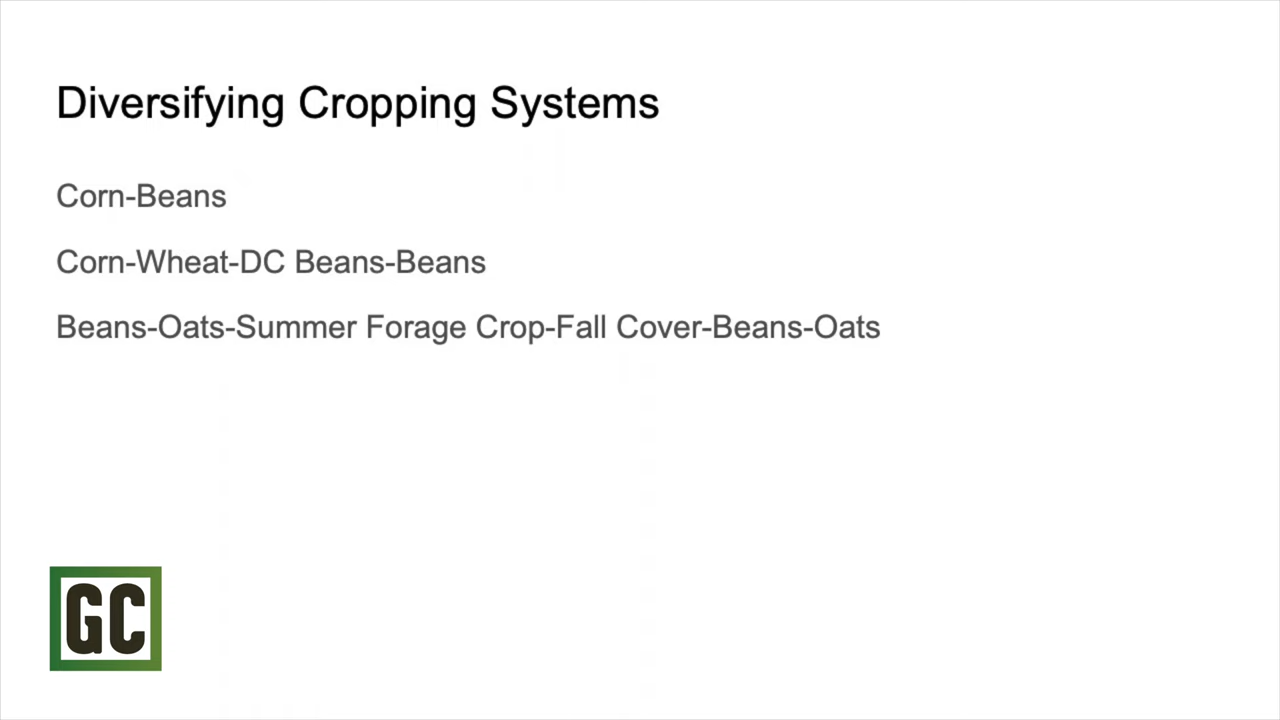 Diversifying Cropping Systems
Corn-Beans
Corn-Wheat-DC Beans-Beans
Beans-Oats-Summer Forage Crop-Fall Cover-Beans-Oats
GC